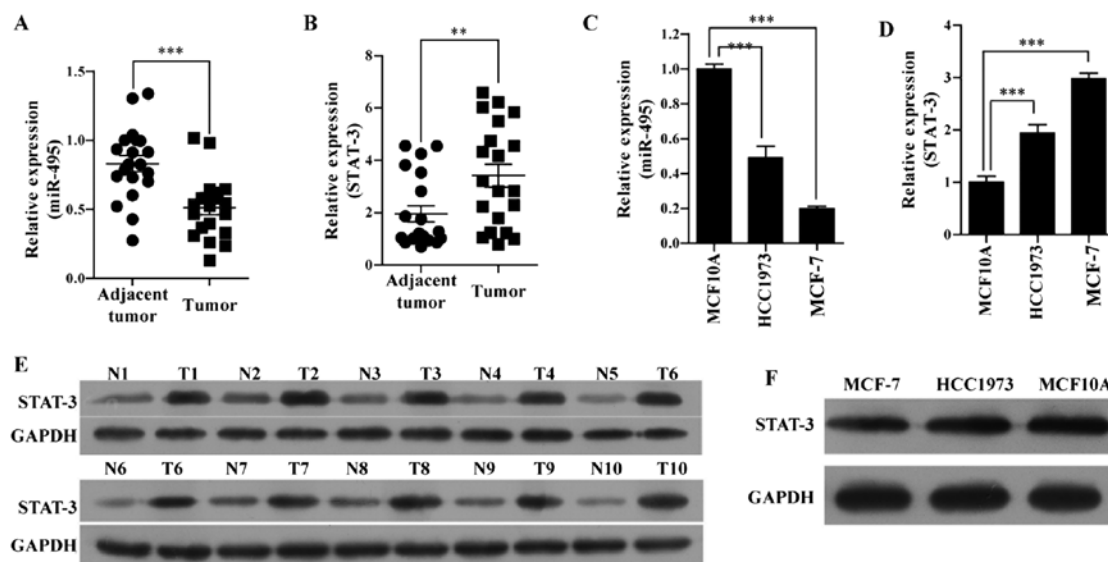 A
***
Relative expression
(miR-495)
1.5
1.0
0.5
0.0
Adjacent
tumor
Tumor
B
**
Relative expression
(STAT-3)
8
6
4
2
0
Adjacent
tumor
Tumor
C
***
***
Relative expression
(miR-495)
1.2
1.0
0.8
0.6
0.4
0.2
0.0
MCF10A
HCC1973
MCF-7
D
***
***
Relative expression
(STAT-3)
4
3
2
1
0
MCF10A
HCC1973
MCF-7
E
N1 T1 N2 T2 N3 T3 N4 T4 N5 T6
STAT-3
GAPDH
N6 T6 N7 T7 N8 T8 N9 T9 N10 T10
STAT-3
GAPDH
F
MCF-7 HCC1973 MCF10A
STAT-3
GAPDH